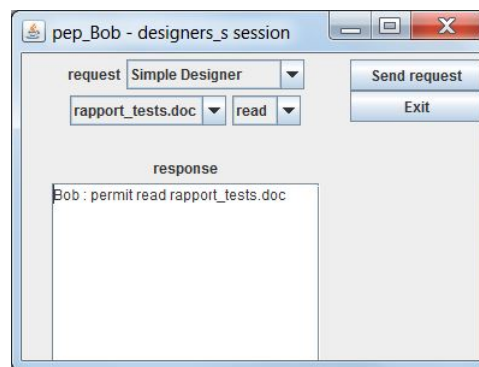 pep_Bob - designers_s session
request Simple Designer Send request
rapport_tests.doc read Exit
response
Bob : permit read rapport_tests.doc